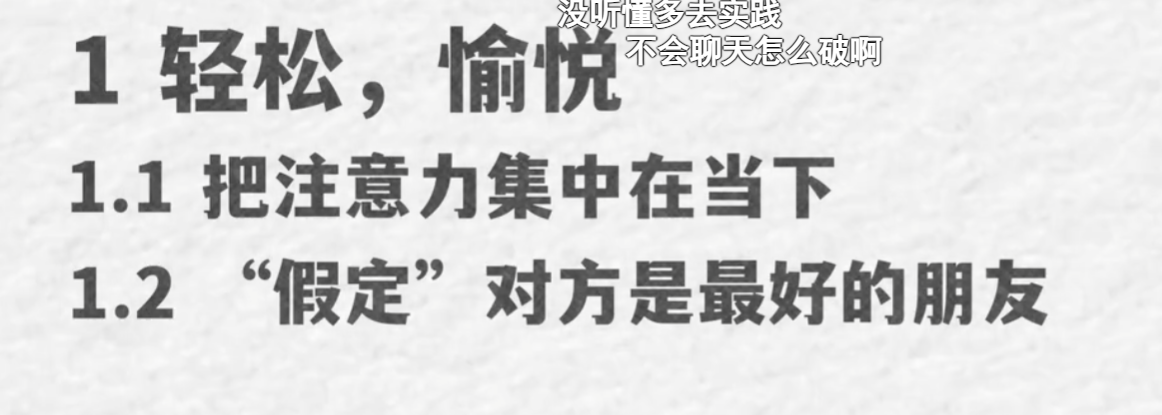 没听懂多去实践
不会聊天怎么破啊
1 轻松，愉悦
1.1 把注意力集中在当下
1.2 “假定”对方是最好的朋友